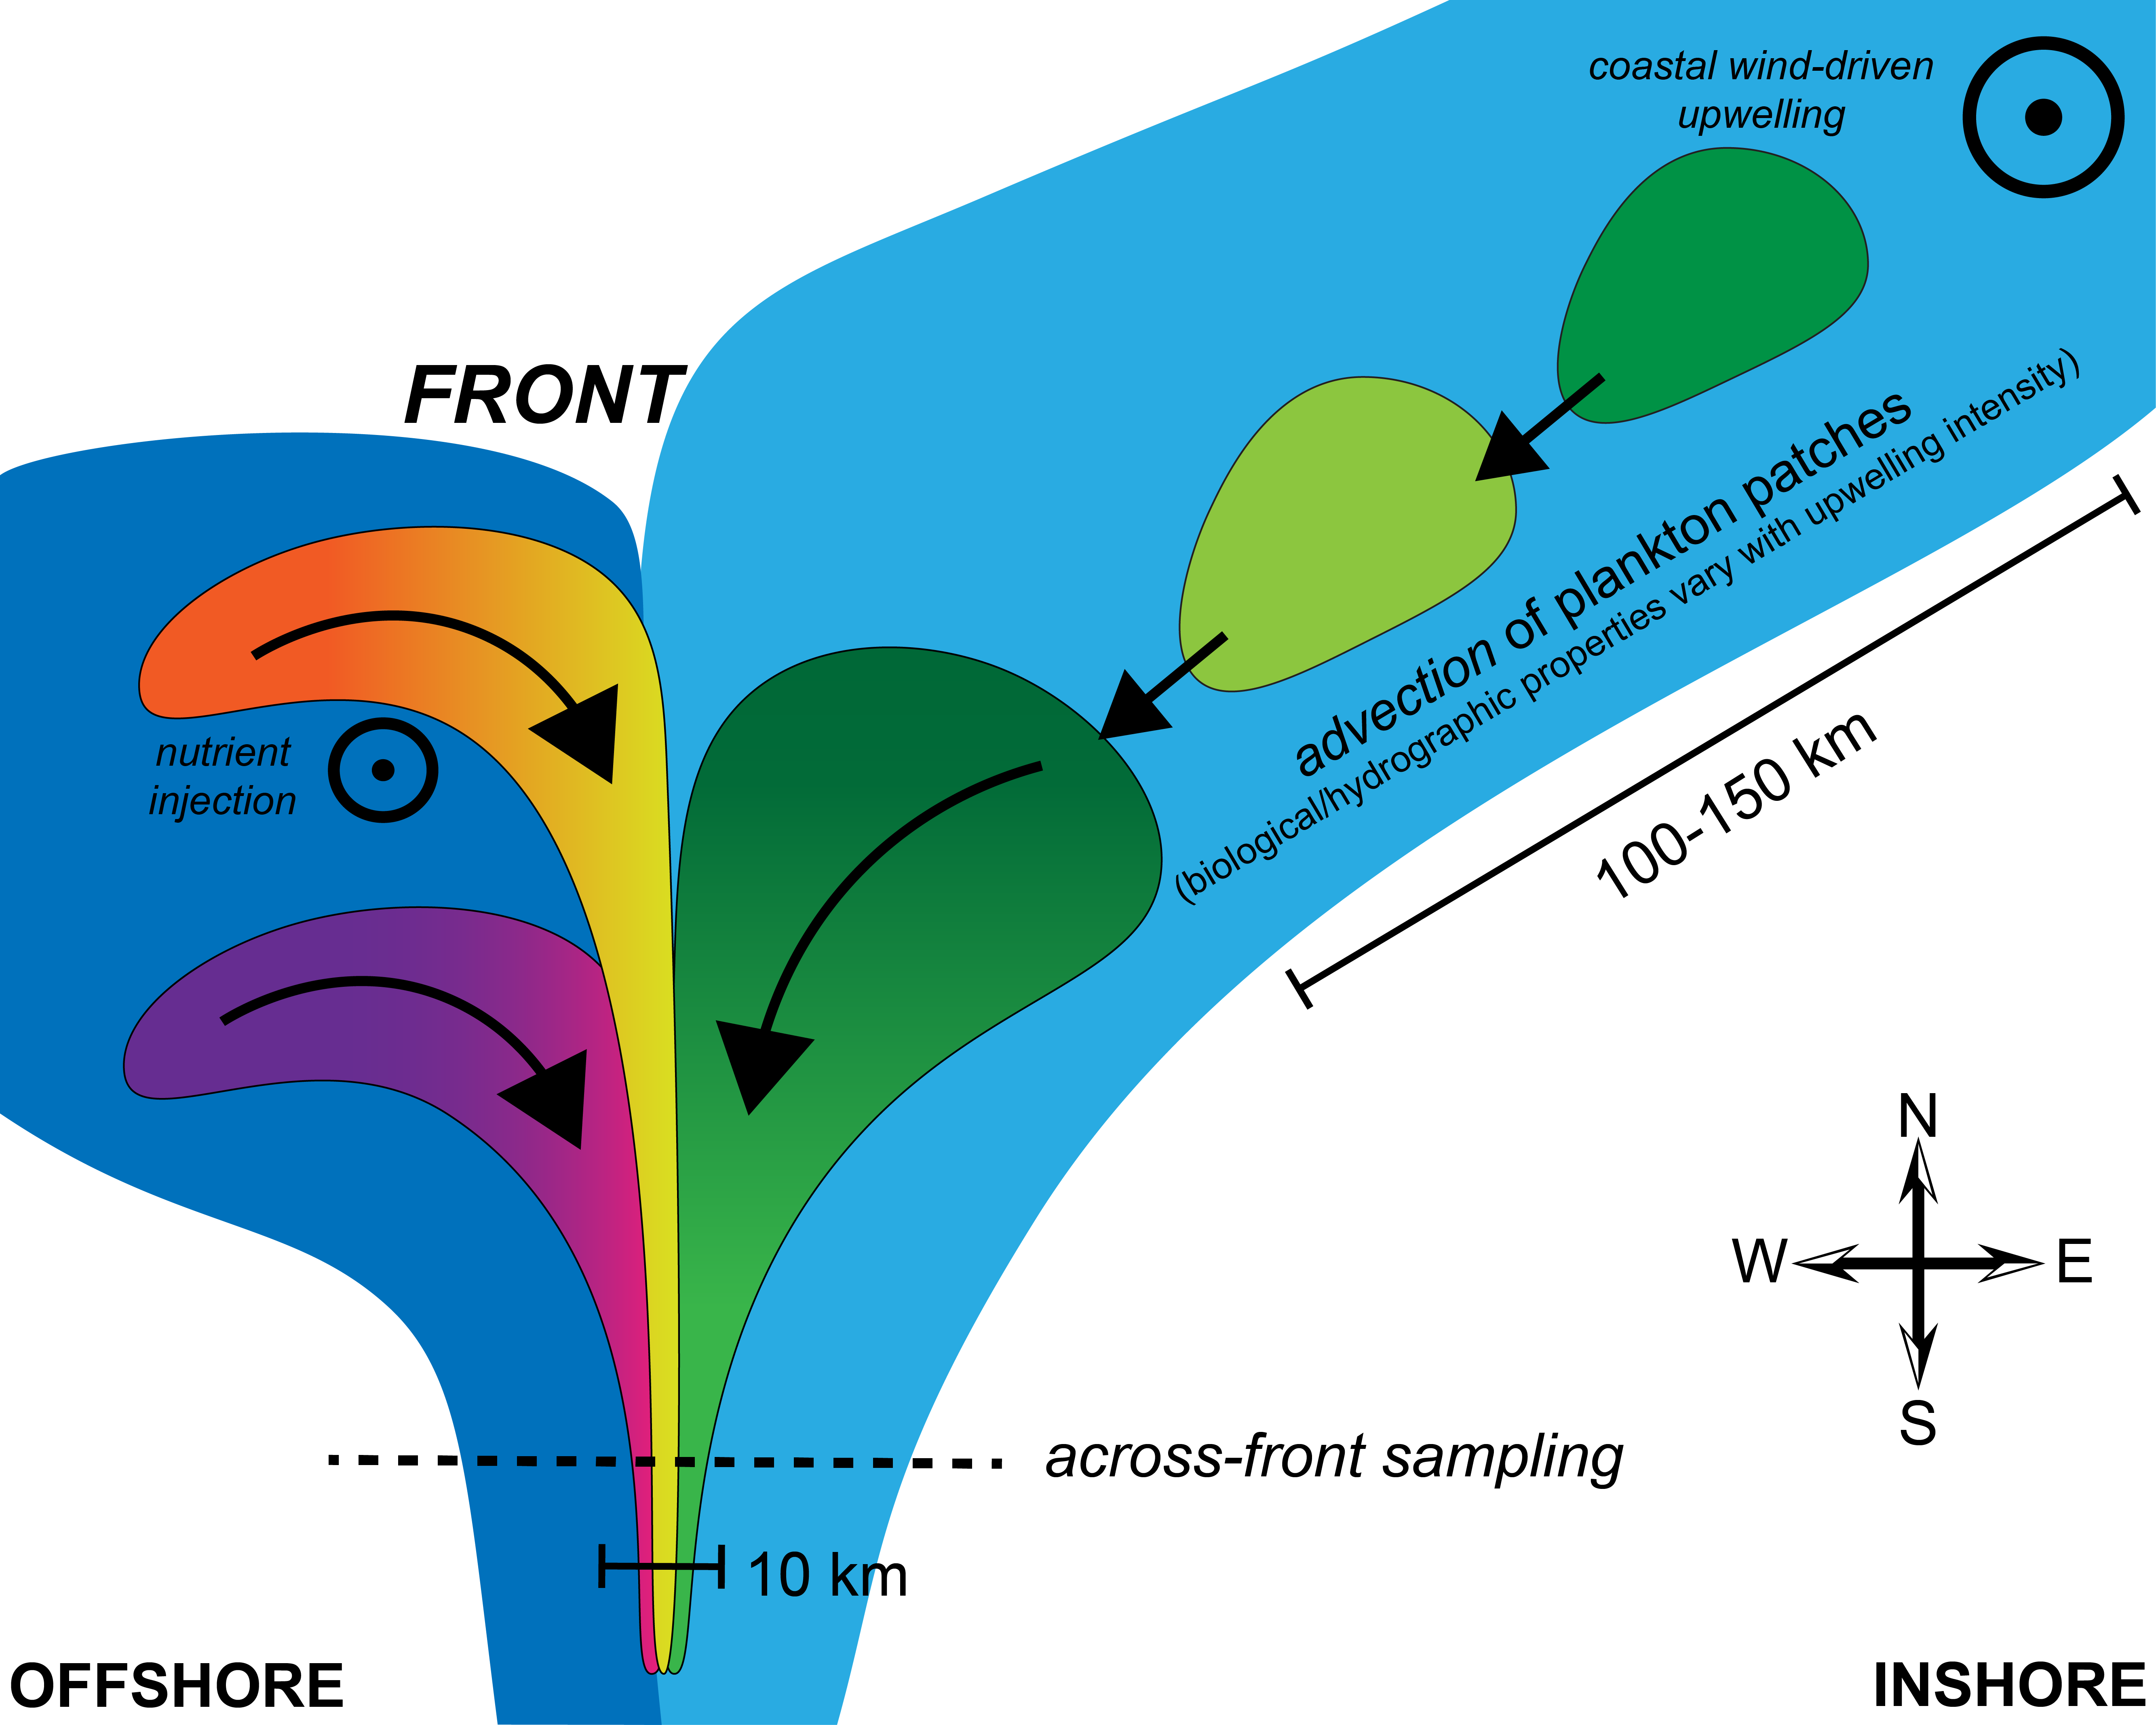 coastal wind-driven
upwelling
FRONT
advection of plankton patches
(biological/hydrographic properties vary with upwelling intensity)
100-150 km
nutrient
injection
N
W
E
S
across-front sampling
10 km
OFFSHORE
INSHORE